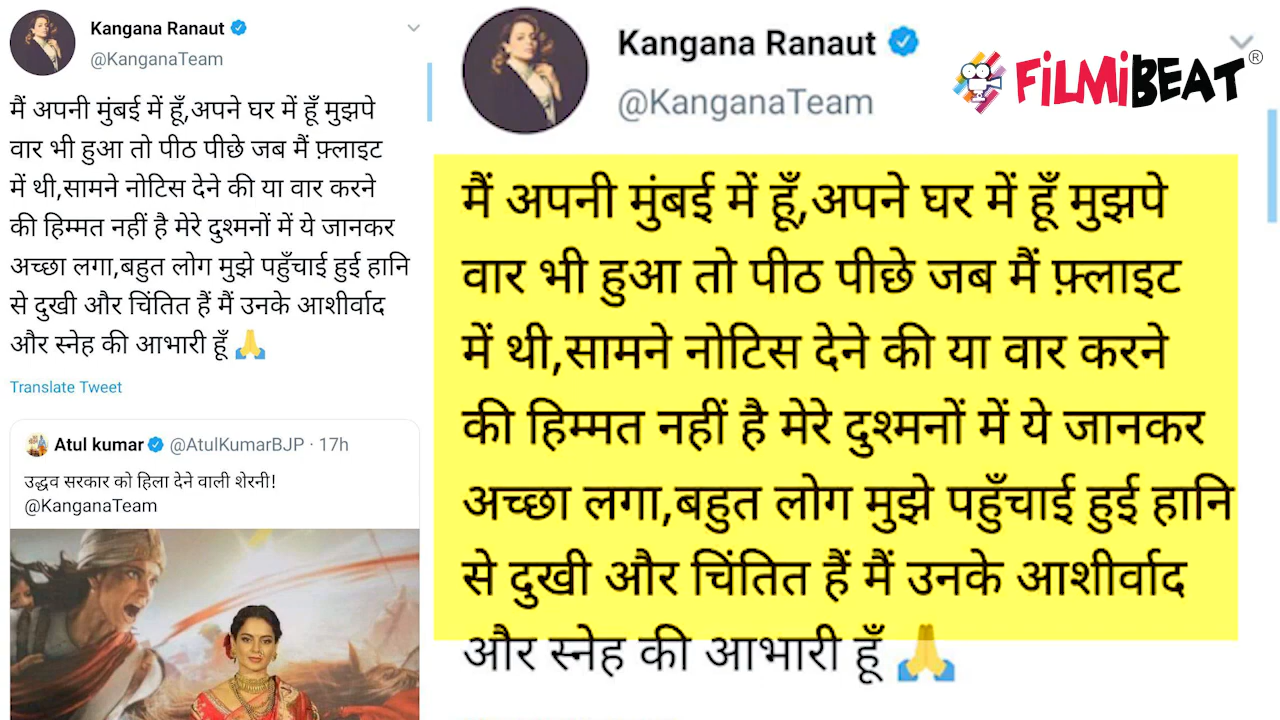 Kangana Ranaut
@KanganaTeam
मैं अपनी मुंबई में हूँ,अपने घर में हूँ मुझपे
वार भी हुआ तो पीठ पीछे जब मैं फ़्लाइट
में थी,सामने नोटिस देने की या वार करने
की हिम्मत नहीं है मेरे दुश्मनों में ये जानकर
अच्छा लगा,बहुत लोग मुझे पहुँचाई हुई हानि
से दुखी और चिंतित हैं मैं उनके आशीर्वाद
और स्नेह की आभारी हूँ 🙏
Translate Tweet
Atul kumar @AtulKumarBJP · 17h
उद्धव सरकार को हिला देने वाली शेरनी!
@KanganaTeam
Kangana Ranaut
@KanganaTeam
FiLMiBEAT®
मैं अपनी मुंबई में हूँ,अपने घर में हूँ मुझपे
वार भी हुआ तो पीठ पीछे जब मैं फ़्लाइट
में थी,सामने नोटिस देने की या वार करने
की हिम्मत नहीं है मेरे दुश्मनों में ये जानकर
अच्छा लगा,बहुत लोग मुझे पहुँचाई हुई हानि
से दुखी और चिंतित हैं मैं उनके आशीर्वाद
और स्नेह की आभारी हूँ 🙏